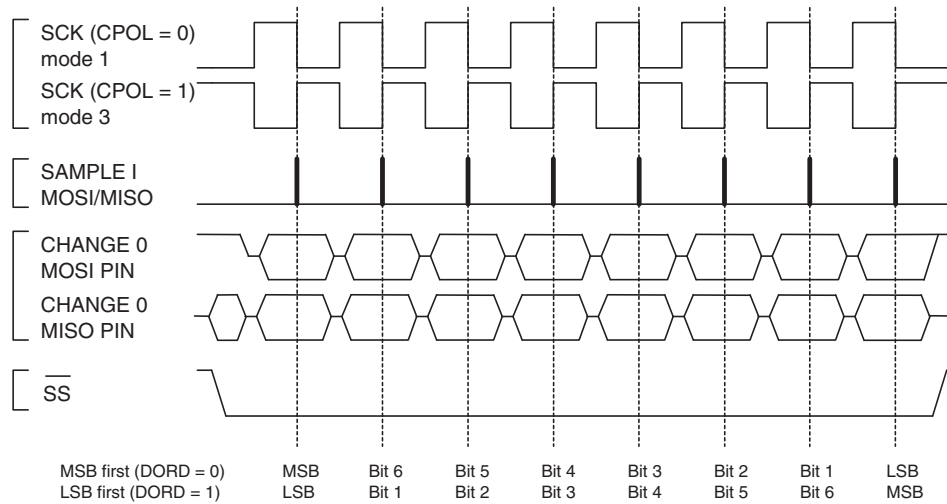 SCK (CPOL = 0)
mode 1
SCK (CPOL = 1)
mode 3
SAMPLE I
MOSI/MISO
CHANGE 0
MOSI PIN
CHANGE 0
MISO PIN
SS
MSB first (DORD = 0) MSB Bit 6 Bit 5 Bit 4 Bit 3 Bit 2 Bit 1 LSB
LSB first (DORD = 1) LSB Bit 1 Bit 2 Bit 3 Bit 4 Bit 5 Bit 6 MSB